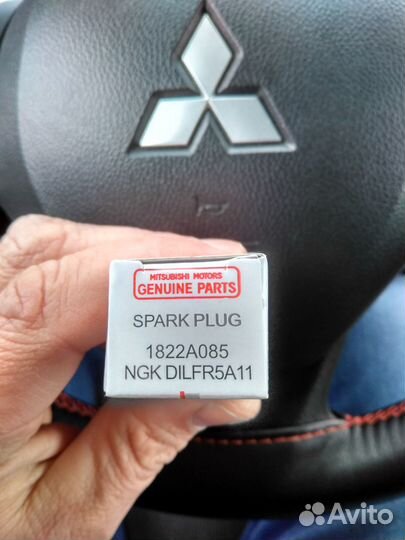 MITSUBISHI MOTORS
GENUINE PARTS
SPARK PLUG
1822A085
NGK DILFR5A11
Avito